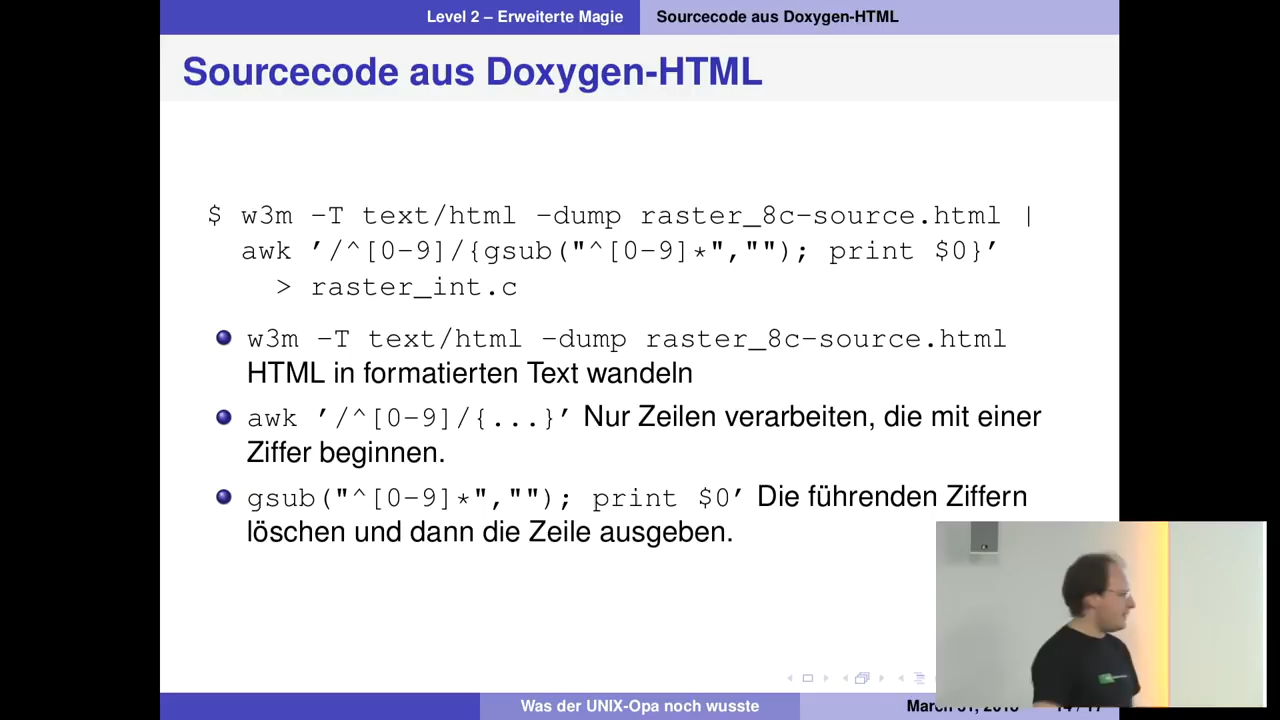 Level 2 – Erweiterte Magie
Sourcecode aus Doxygen-HTML
Sourcecode aus Doxygen-HTML
$ w3m -T text/html -dump raster_8c-source.html |
awk '/^[0-9]/{gsub("^[0-9]*",""); print $0}'
> raster_int.c
w3m -T text/html -dump raster_8c-source.html
HTML in formatierten Text wandeln
awk '/^[0-9]/{...}' Nur Zeilen verarbeiten, die mit einer
Ziffer beginnen.
gsub("^[0-9]*",""); print $0' Die führenden Ziffern
löschen und dann die Zeile ausgeben.
Was der UNIX-Opa noch wusste
March 31,